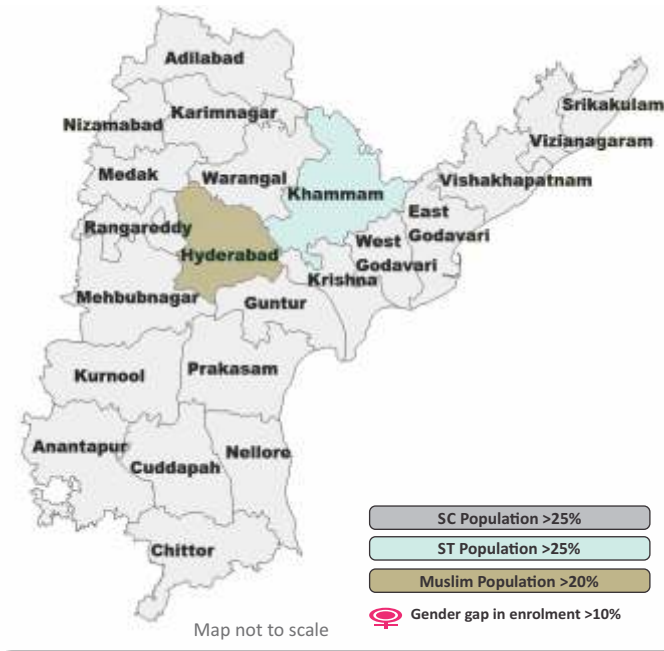 Adilabad
Karimnagar
Nizamabad
Srikakulam
Vizianagaram
Medak
Warangal
Khammam
Vishakhapatnam
East
Godavari
Rangareddy
Hyderabad
West
Godavari
Krishna
Mehbubnagar
Guntur
Prakasam
Kurnool
Anantapur
Cuddapah
Nellore
Chittor
SC Population >25%
ST Population >25%
Muslim Population >20%
Gender gap in enrolment >10%
Map not to scale